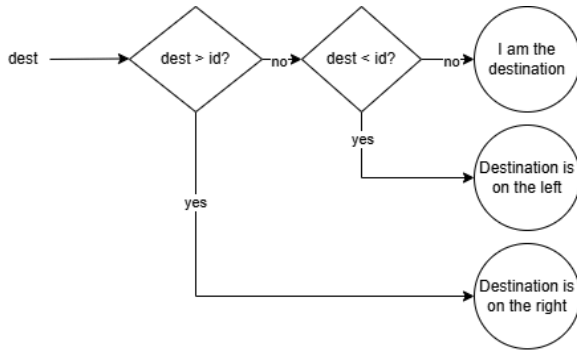 dest
dest > id?
no
dest < id?
no
I am the
destination
yes
Destination is
on the left
yes
Destination is
on the right